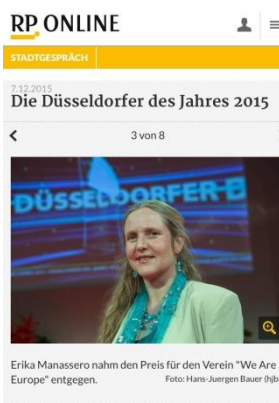 RP ONLINE
STADTGESPRÄCH
7.12.2015
Die Düsseldorfer des Jahres 2015
3 von 8
DÜSSELDORFER D
Erika Manassero nahm den Preis für den Verein "We Are
Europe" entgegen.
Foto: Hans-Juergen Bauer (hjb